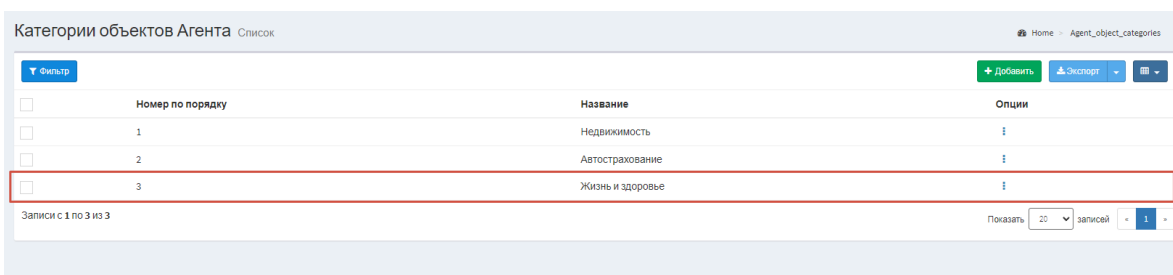 Категории объектов Агента Список
Home > Agent_object_categories
Фильтр
+ Добавить Экспорт
Номер по порядку Название Опции
1 Недвижимость
2 Автострахование
3 Жизнь и здоровье
Записи с 1 по 3 из 3
Показать 20 записей « 1 »